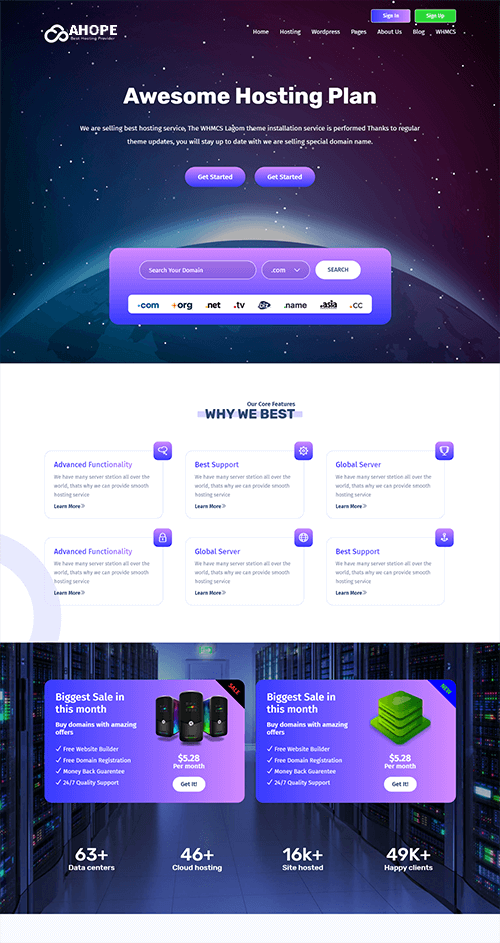 Sign In
Sign Up
AHOPE
Best Hosting Provider
Home
Hosting
Wordpress
Pages
About Us
Blog
WHMCS
Awesome Hosting Plan
We are selling best hosting service, The WHMCS Lagom theme installation service is performed Thanks to regular
theme updates, you will stay up to date with we are selling special domain name.
Get Started
Get Started
Search Your Domain
.com
SEARCH
.com
.org
.net
.tv
.biz
.name
.asia
.cc
Our Core Features
WHY WE BEST
Advanced Functionality
We have many server stetion all over the
world, thats why we can provide smooth
hosting service
Learn More
Best Support
We have many server stetion all over the
world, thats why we can provide smooth
hosting service
Learn More
Global Server
We have many server stetion all over the
world, thats why we can provide smooth
hosting service
Learn More
Advanced Functionality
We have many server stetion all over the
world, thats why we can provide smooth
hosting service
Learn More
Global Server
We have many server stetion all over the
world, thats why we can provide smooth
hosting service
Learn More
Best Support
We have many server stetion all over the
world, thats why we can provide smooth
hosting service
Learn More
SALE
Biggest Sale in
this month
Buy domains with amazing
offers
Free Website Builder
Free Domain Registration
Money Back Guarentee
24/7 Quality Support
$5.28
Per month
Get It!
NEW
Biggest Sale in
this month
Buy domains with amazing
offers
Free Website Builder
Free Domain Registration
Money Back Guarentee
24/7 Quality Support
$5.28
Per month
Get It!
63+
Data centers
46+
Cloud hosting
16k+
Site hosted
49K+
Happy clients